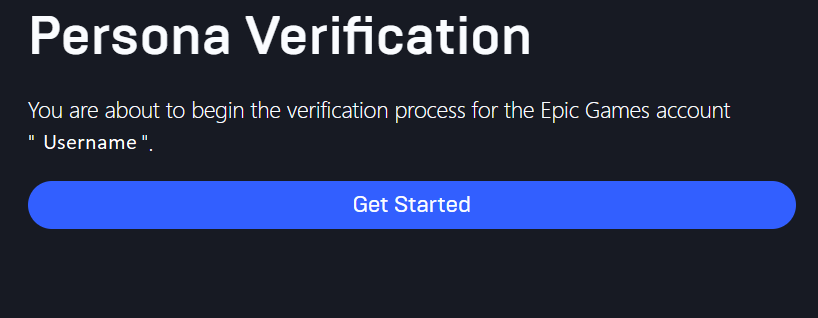 Persona Verification
You are about to begin the verification process for the Epic Games account
" Username ".
Get Started